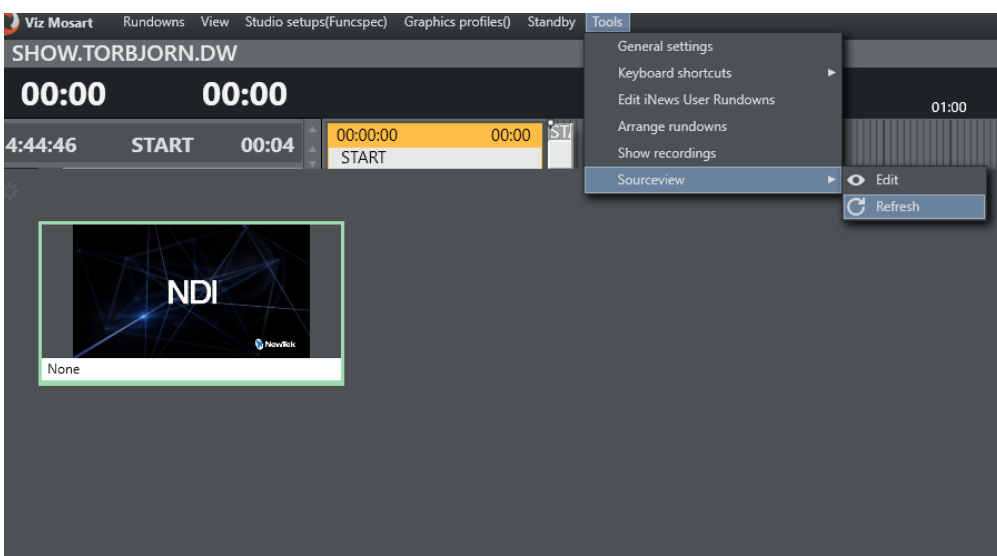 Viz Mosart Rundowns View Studio setups(Funcspec) Graphics profiles() Standby Tools
SHOW.TORBJORN.DW
General settings
Keyboard shortcuts
Edit iNews User Rundowns
Arrange rundowns
Show recordings
Sourceview
Edit
Refresh
00:00 00:00
01:00
4:44:46 START 00:04
00:00:00 00:00
START
NDI
NewTek
None